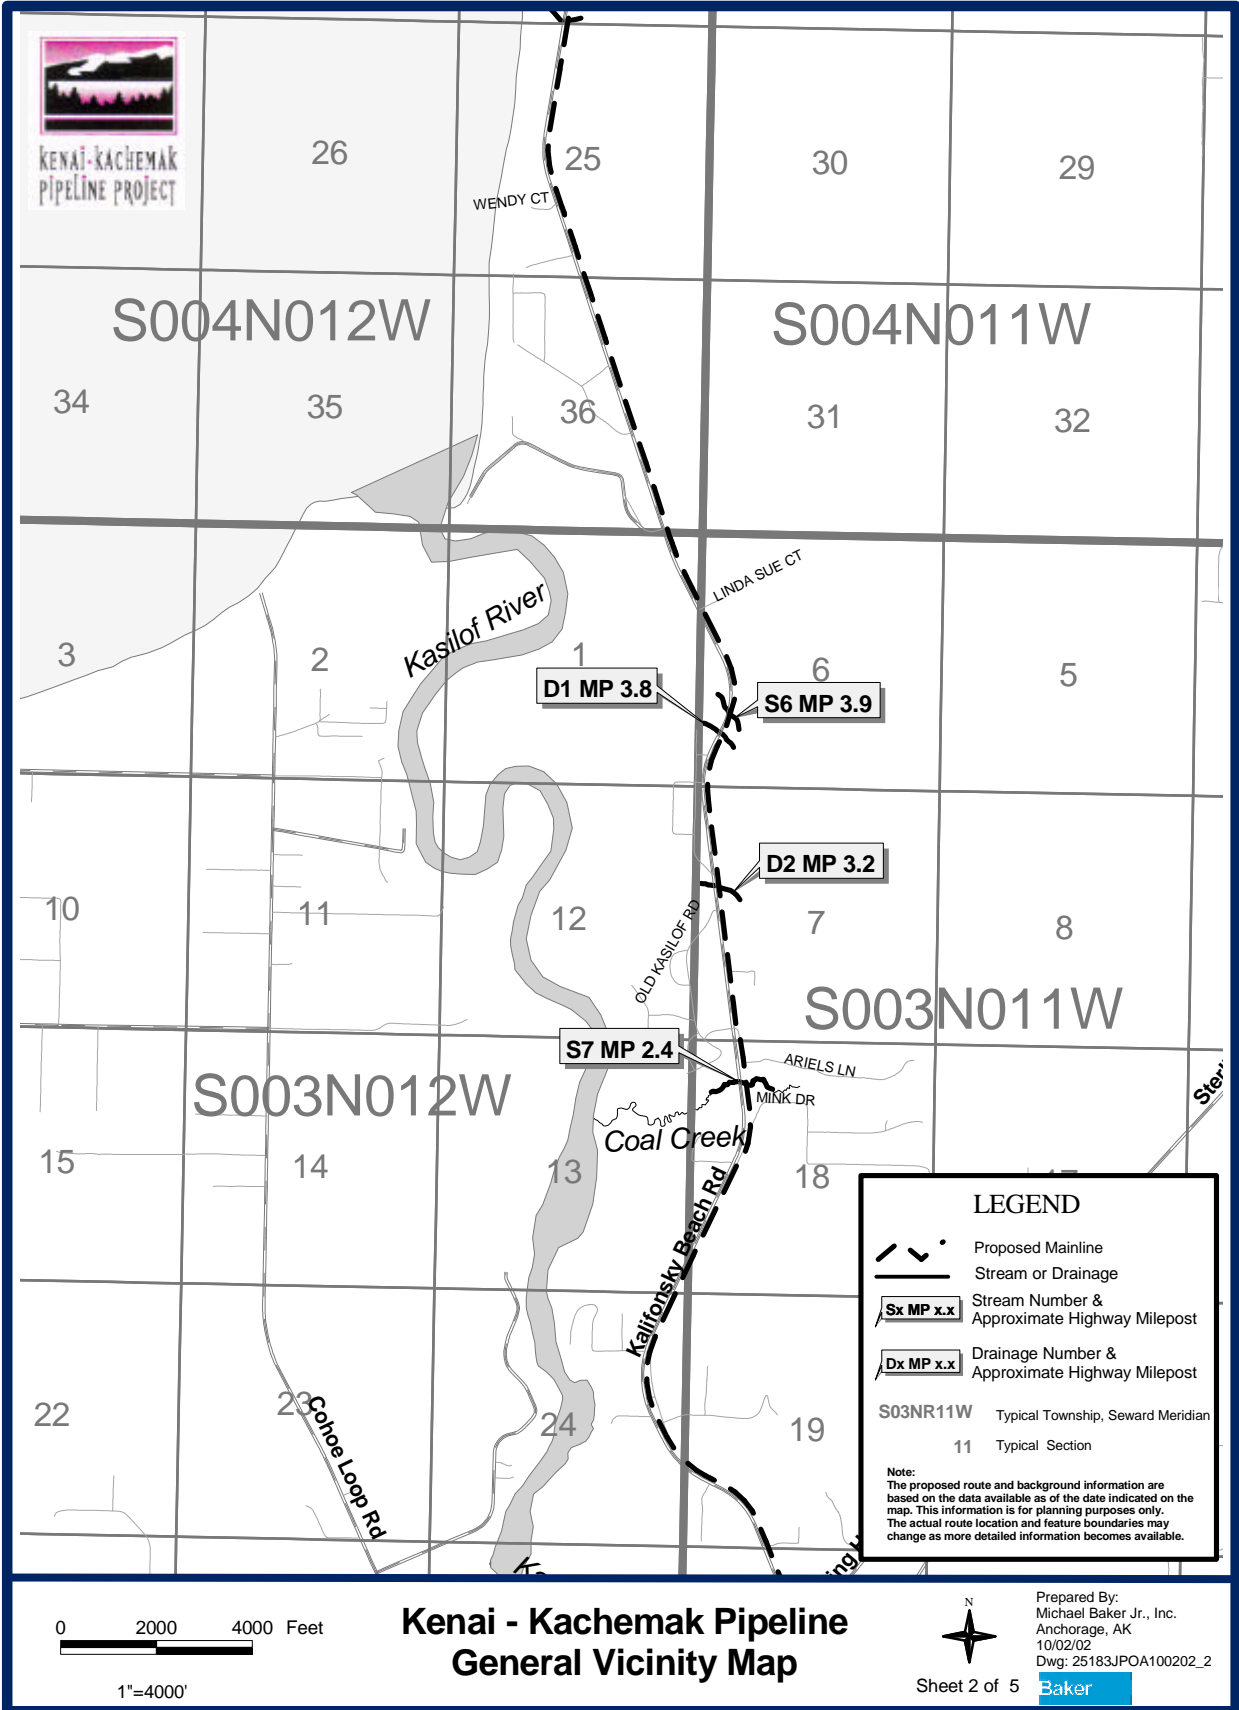 KENAI-KACHEMAK
PIPELINE PROJECT
26
25
30
29
WENDY CT
S004N012W
S004N011W
34
35
36
31
32
LINDA SUE CT
Kasilof River
3
2
1
6
5
D1 MP 3.8
S6 MP 3.9
D2 MP 3.2
10
11
12
7
8
OLD KASILOF RD
S003N011W
S7 MP 2.4
ARIELS LN
S003N012W
MINK DR
Coal Creek
15
14
13
18
Kalifonsky Beach Rd
22
23
24
19
Cohoe Loop Rd
LEGEND
Proposed Mainline
Stream or Drainage
Sx MP x.x
Stream Number &
Approximate Highway Milepost
Dx MP x.x
Drainage Number &
Approximate Highway Milepost
S03NR11W
Typical Township, Seward Meridian
11
Typical Section
Note:
The proposed route and background information are
based on the data available as of the date indicated on the
map. This information is for planning purposes only.
The actual route location and feature boundaries may
change as more detailed information becomes available.
0 2000 4000 Feet
1"=4000'
Kenai - Kachemak Pipeline
General Vicinity Map
N
Sheet 2 of 5
Prepared By:
Michael Baker Jr., Inc.
Anchorage, AK
10/02/02
Dwg: 25183JPOA100202_2
Baker